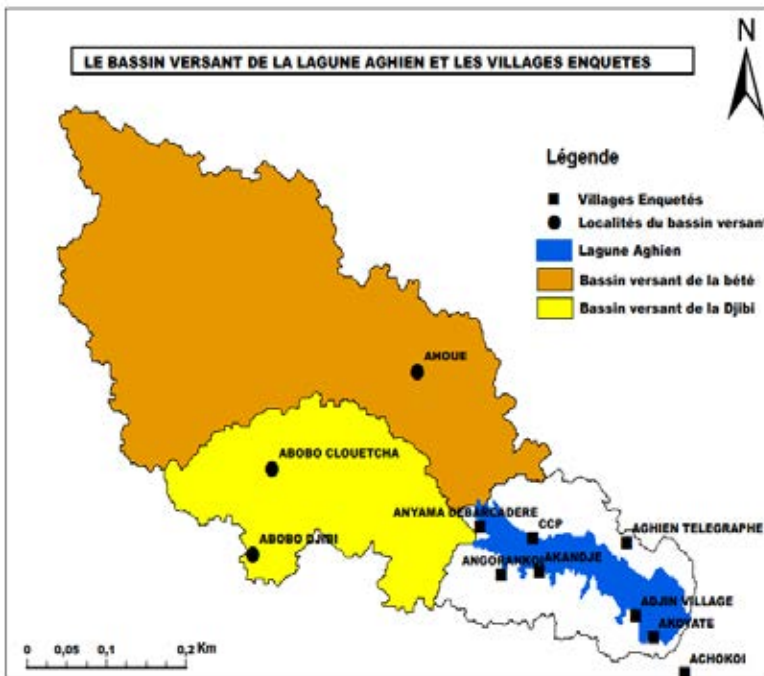 N
LE BASSIN VERSANT DE LA LAGUNE AGHIEN ET LES VILLAGES ENQUETES
Légende
Villages Enquetés
Localités du bassin versant
Lagune Aghien
Bassin versant de la bété
Bassin versant de la Djibi
AHOUE
ABOBO CLOUETCHA
ANYAMA DEBARCADERE
CCP
AGHIEN TELEGRAPHE
ABOBO DJIBI
ANGORANKOI
AKANDJE
ADJIN VILLAGE
AKOYATE
ACHOKOI
0 0,05 0,1 0,2 Km